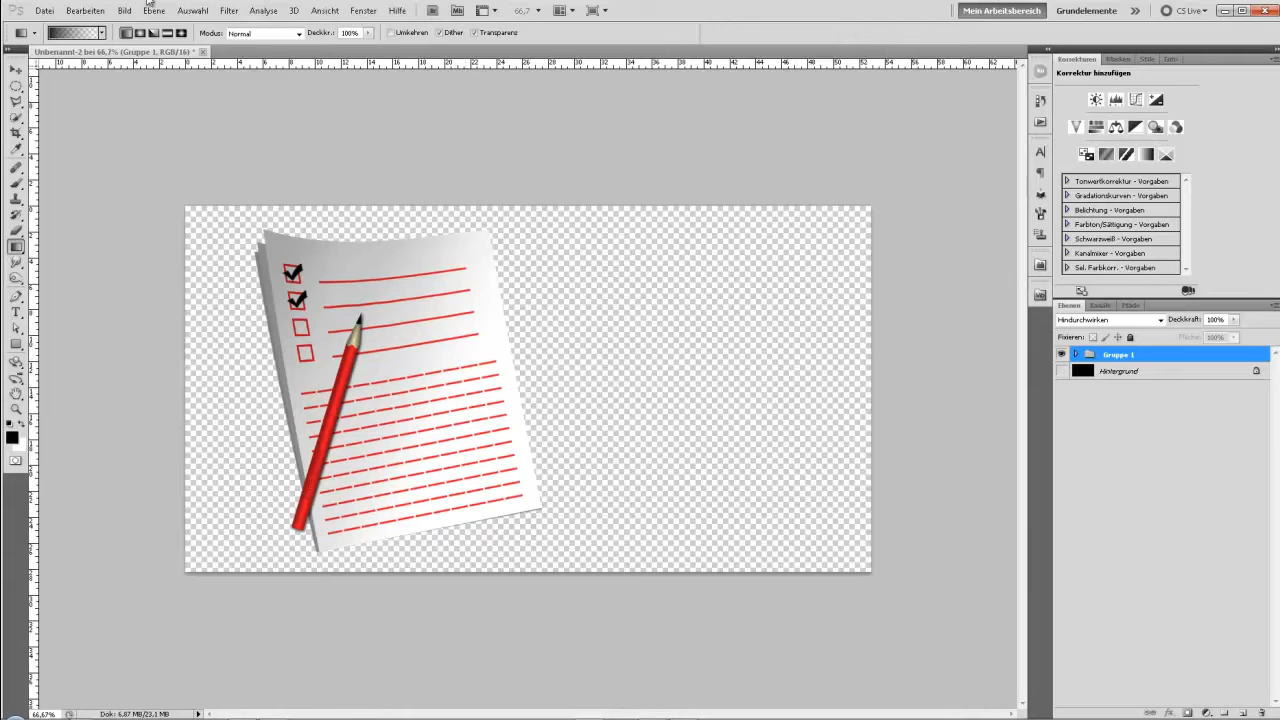 Ps Datei Bearbeiten Bild Ebene Auswahl Filter Analyse 3D Ansicht Fenster Hilfe Mb 66,7 Mein Arbeitsbereich Grundelemente CS Live
Modus: Normal Deckkr.: 100% Umkehren Dither Transparenz
Unbenannt-2 bei 66,7% (Gruppe 1, RGB/16) *
Korrekturen Masken Stile Info
Korrektur hinzufügen
Tonwertkorrektur - Vorgaben
Gradationskurven - Vorgaben
Belichtung - Vorgaben
Farbton/Sättigung - Vorgaben
Schwarzweiß - Vorgaben
Kanalmixer - Vorgaben
Sel. Farbkorr. - Vorgaben
Ebenen Kanäle Pfade
Hindurchwirken Deckkraft: 100%
Fixieren: Fläche: 100%
Gruppe 1
Hintergrund
66,67% Dok: 6,87 MB/23,1 MB